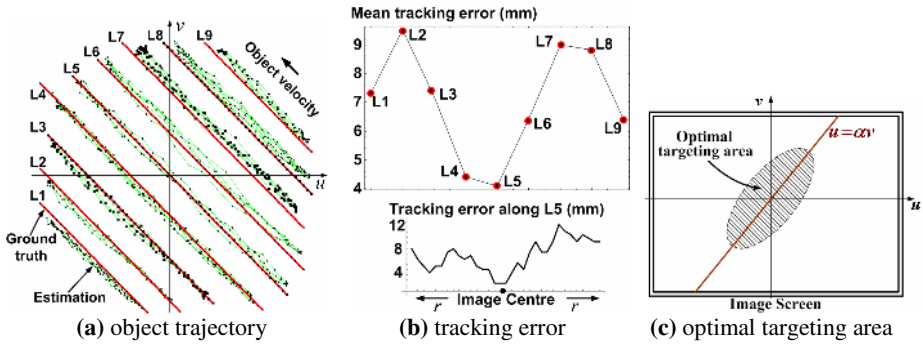 L1
L2
L3
L4
L5
L6
L7
L8
L9
v
u
Object velocity
Ground truth
Estimation
(a) object trajectory
Mean tracking error (mm)
9
8
7
6
5
4
L1
L2
L3
L4
L5
L6
L7
L8
L9
Tracking error along L5 (mm)
12
8
4
r
Image Centre
r
(b) tracking error
v
u=αv
Optimal
targeting area
u
Image Screen
(c) optimal targeting area